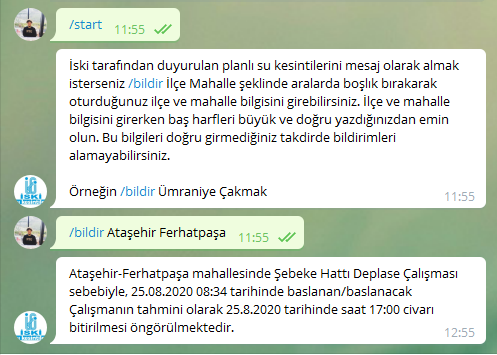 /start
11:55
İski tarafından duyurulan planlı su kesintilerini mesaj olarak almak
isterseniz /bildir İlçe Mahalle şeklinde aralarda boşlık bırakarak
oturduğunuz ilçe ve mahalle bilgisini girebilirsiniz. İlçe ve mahalle
bilgisini girerken baş harfleri büyük ve doğru yazdığınızdan emin
olun. Bu bilgileri doğru girmediğiniz takdirde bildirimleri
alamayabilirsiniz.
Örneğin /bildir Ümraniye Çakmak
11:55
İSKİ
/bildir Ataşehir Ferhatpaşa
11:55
Ataşehir-Ferhatpaşa mahallesinde Şebeke Hattı Deplase Çalışması
sebebiyle, 25.08.2020 08:34 tarihinde baslanan/baslanacak
Çalışmanın tahmini olarak 25.8.2020 tarihinde saat 17:00 civarı
bitirilmesi öngörülmektedir.
12:55
İSKİ